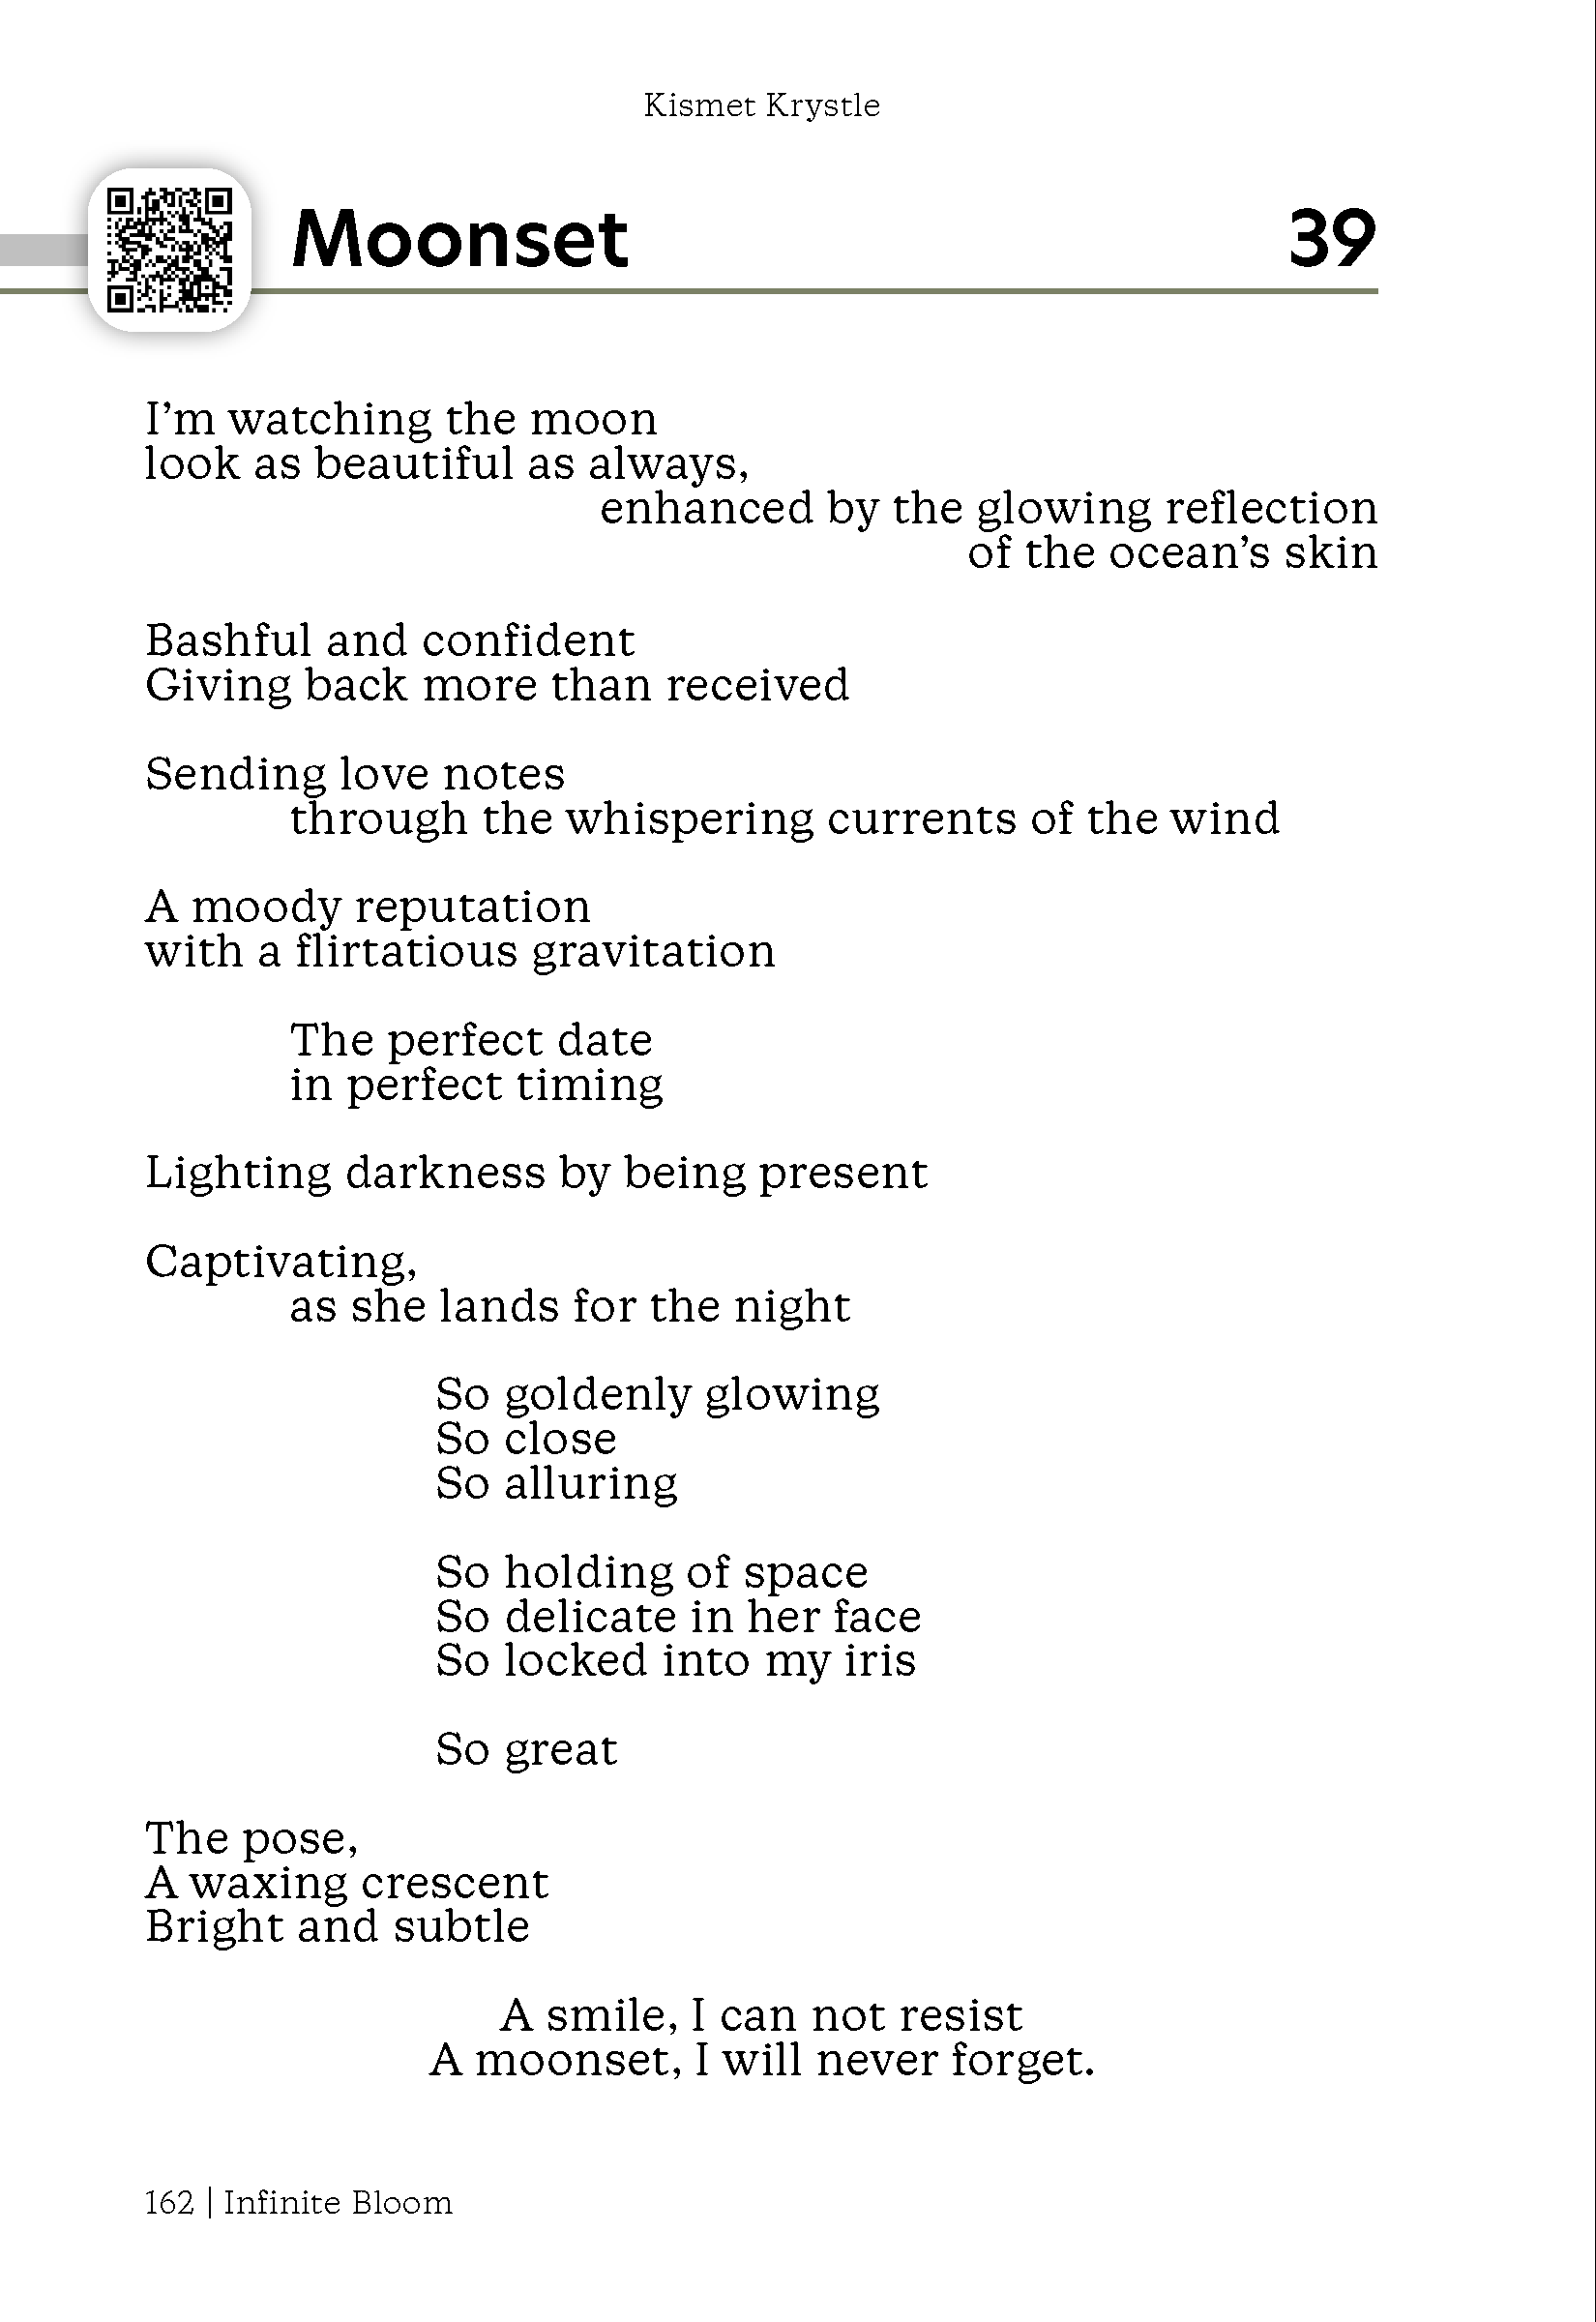 Kismet Krystle
Moonset 39
I’m watching the moon
look as beautiful as always,
enhanced by the glowing reflection
of the ocean’s skin
Bashful and confident
Giving back more than received
Sending love notes
through the whispering currents of the wind
A moody reputation
with a flirtatious gravitation
The perfect date
in perfect timing
Lighting darkness by being present
Captivating,
as she lands for the night
So goldenly glowing
So close
So alluring
So holding of space
So delicate in her face
So locked into my iris
So great
The pose,
A waxing crescent
Bright and subtle
A smile, I can not resist
A moonset, I will never forget.
162 | Infinite Bloom